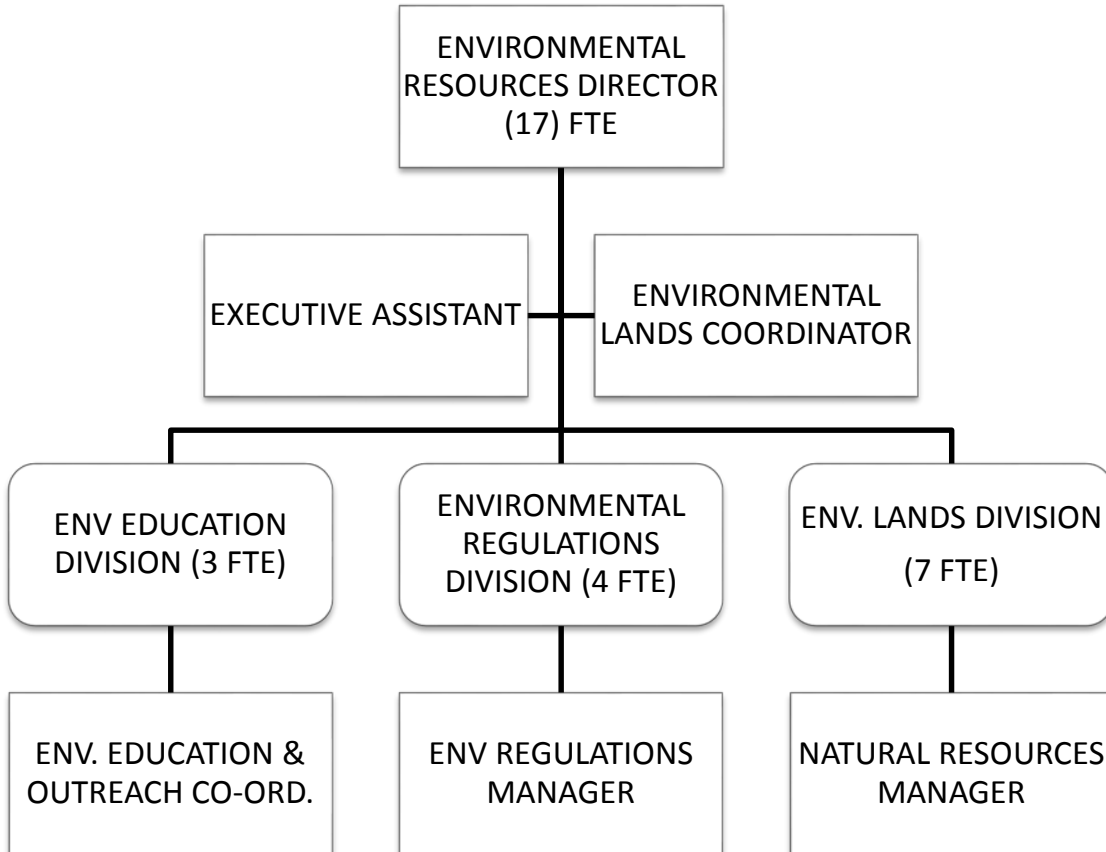 ENVIRONMENTAL
RESOURCES DIRECTOR
(17) FTE
EXECUTIVE ASSISTANT
ENVIRONMENTAL
LANDS COORDINATOR
ENV EDUCATION
DIVISION (3 FTE)
ENVIRONMENTAL
REGULATIONS
DIVISION (4 FTE)
ENV. LANDS DIVISION
(7 FTE)
ENV. EDUCATION &
OUTREACH CO-ORD.
ENV REGULATIONS
MANAGER
NATURAL RESOURCES
MANAGER